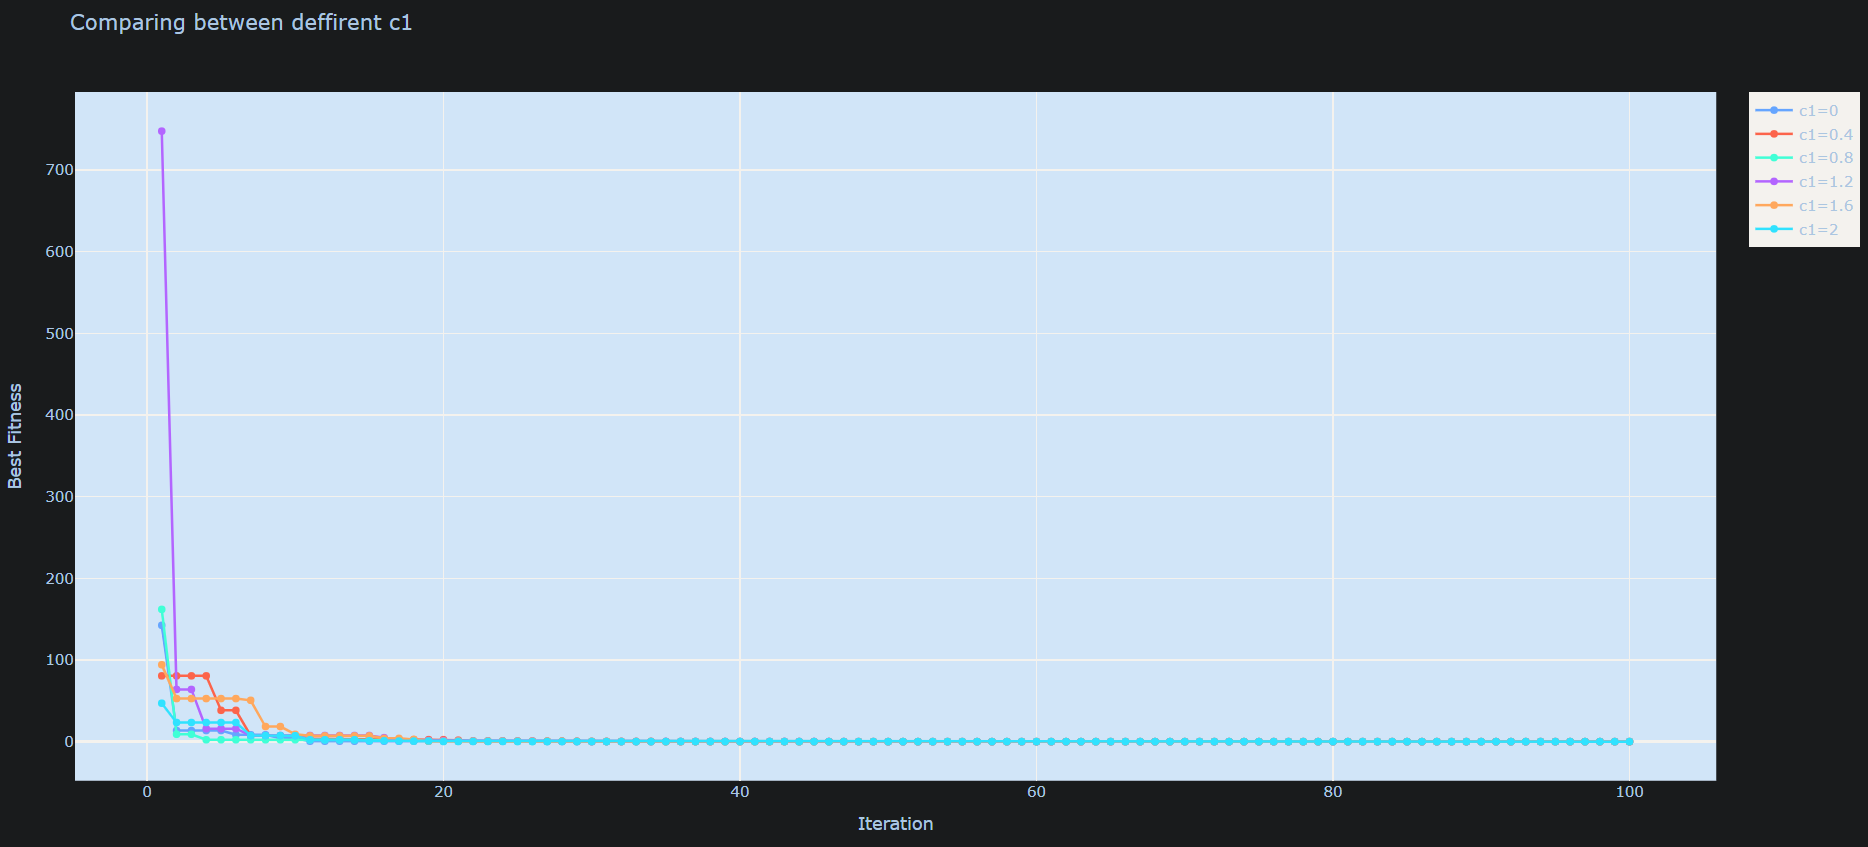 Comparing between deffirent c1
c1=0
c1=0.4
c1=0.8
c1=1.2
c1=1.6
c1=2
Best Fitness
700
600
500
400
300
200
100
0
0
20
40
60
80
100
Iteration